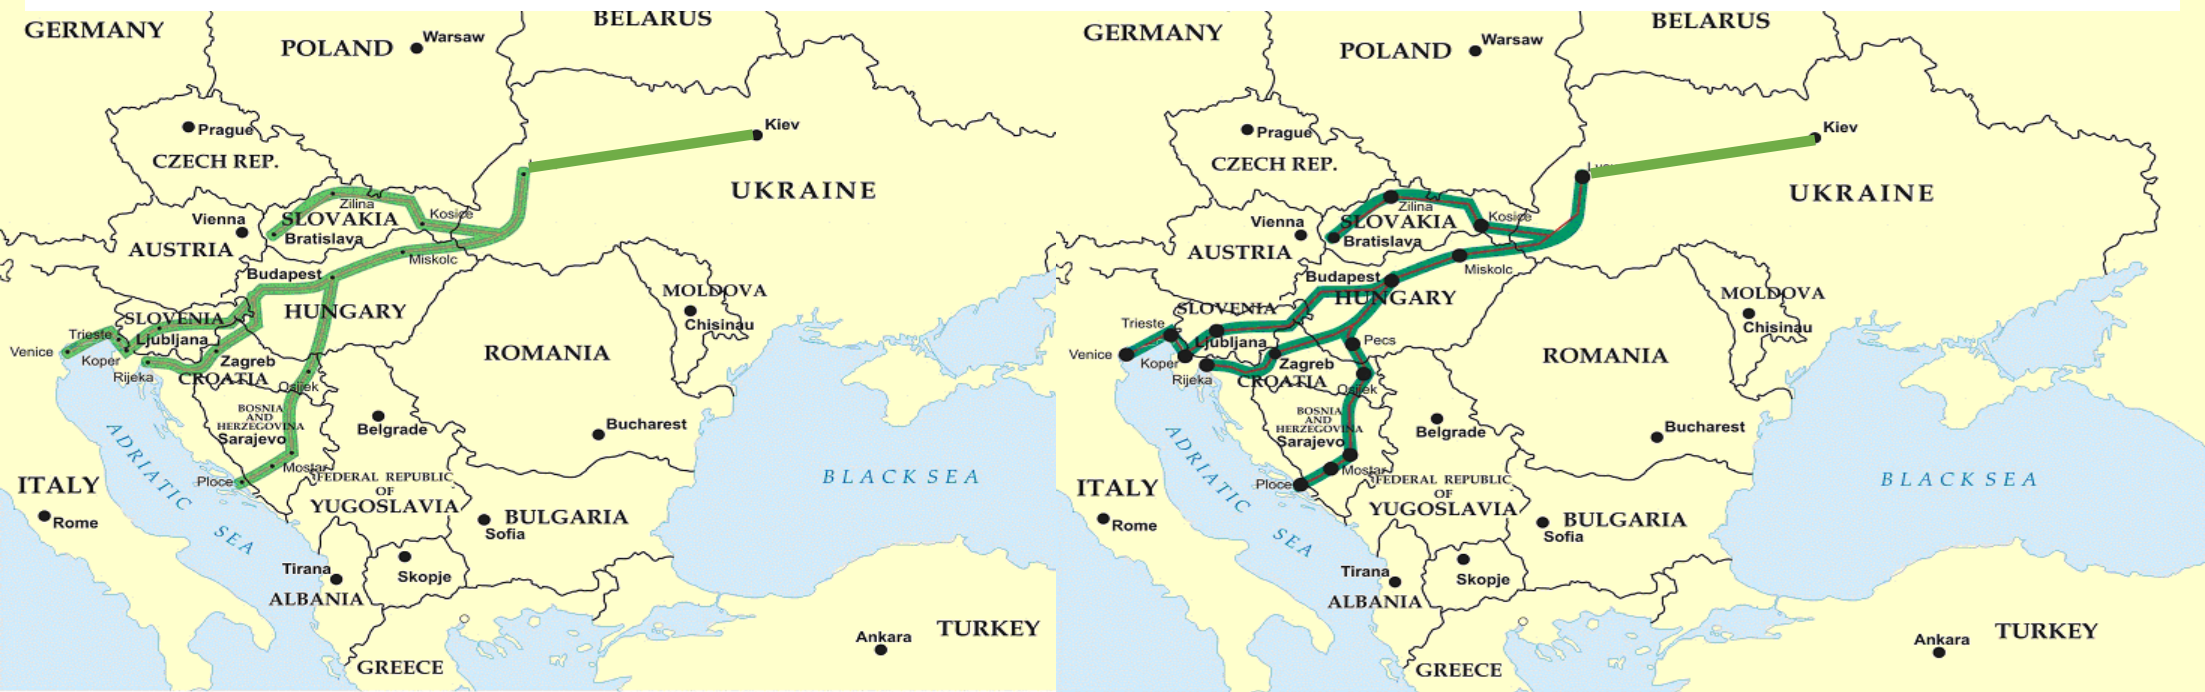 GERMANY
POLAND
Warsaw
BELARUS
Kiev
Prague
CZECH REP.
UKRAINE
Zilina
Kosice
Vienna
SLOVAKIA
Bratislava
AUSTRIA
Miskolc
Budapest
HUNGARY
MOLDOVA
Chisinau
SLOVENIA
Trieste
Ljubljana
Venice
Koper
Zagreb
ROMANIA
Rijeka
CROATIA
Osijek
BOSNIA
AND
HERZEGOVINA
Sarajevo
Belgrade
Bucharest
ADRIATIC
SEA
Mostar
Ploce
FEDERAL REPUBLIC
OF
YUGOSLAVIA
BLACK SEA
ITALY
Rome
BULGARIA
Sofia
Tirana
Skopje
ALBANIA
Ankara
TURKEY
GREECE
GERMANY
POLAND
Warsaw
BELARUS
Kiev
Prague
CZECH REP.
UKRAINE
Zilina
Kosice
Vienna
SLOVAKIA
Bratislava
AUSTRIA
Miskolc
Budapest
HUNGARY
MOLDOVA
Chisinau
SLOVENIA
Trieste
Ljubljana
Pecs
Venice
Koper
Zagreb
ROMANIA
Rijeka
CROATIA
Osijek
BOSNIA
AND
HERZEGOVINA
Sarajevo
Belgrade
Bucharest
ADRIATIC
SEA
Mostar
Ploce
FEDERAL REPUBLIC
OF
YUGOSLAVIA
BLACK SEA
ITALY
Rome
BULGARIA
Sofia
Tirana
Skopje
ALBANIA
Ankara
TURKEY
GREECE